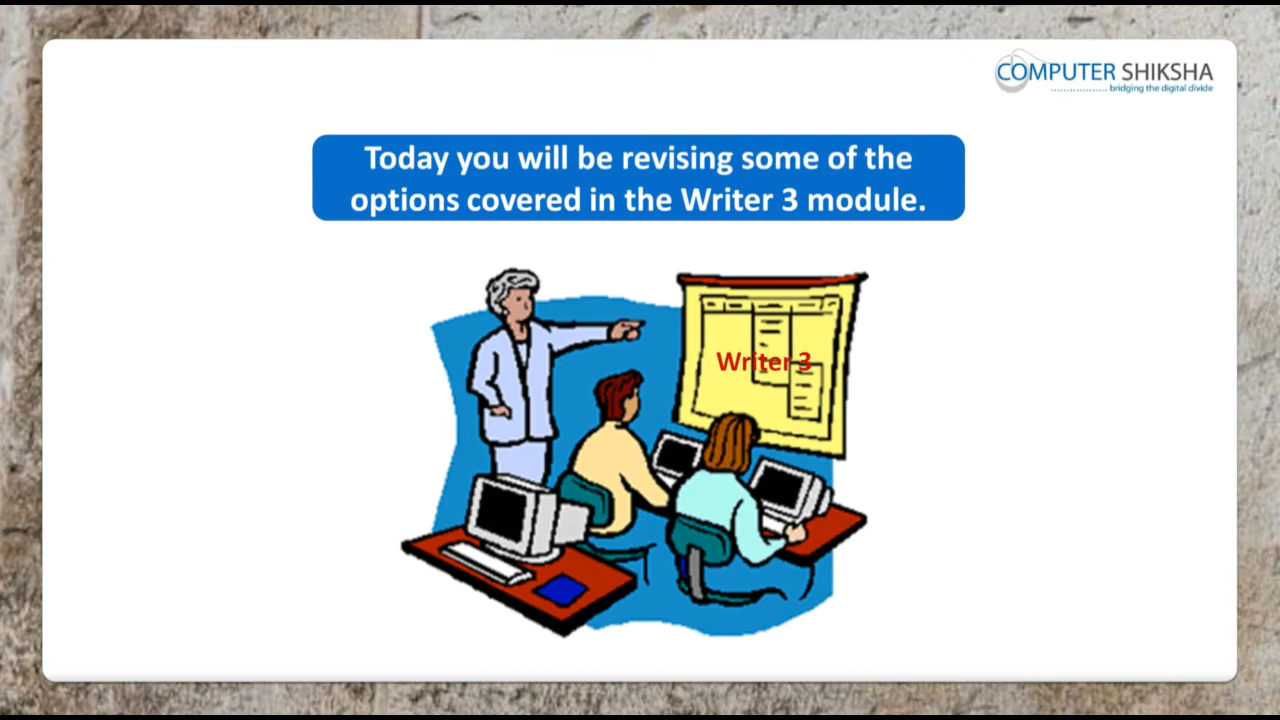 COMPUTER SHIKSHA
bridging the digital divide
Today you will be revising some of the
options covered in the Writer 3 module.
Writer 3